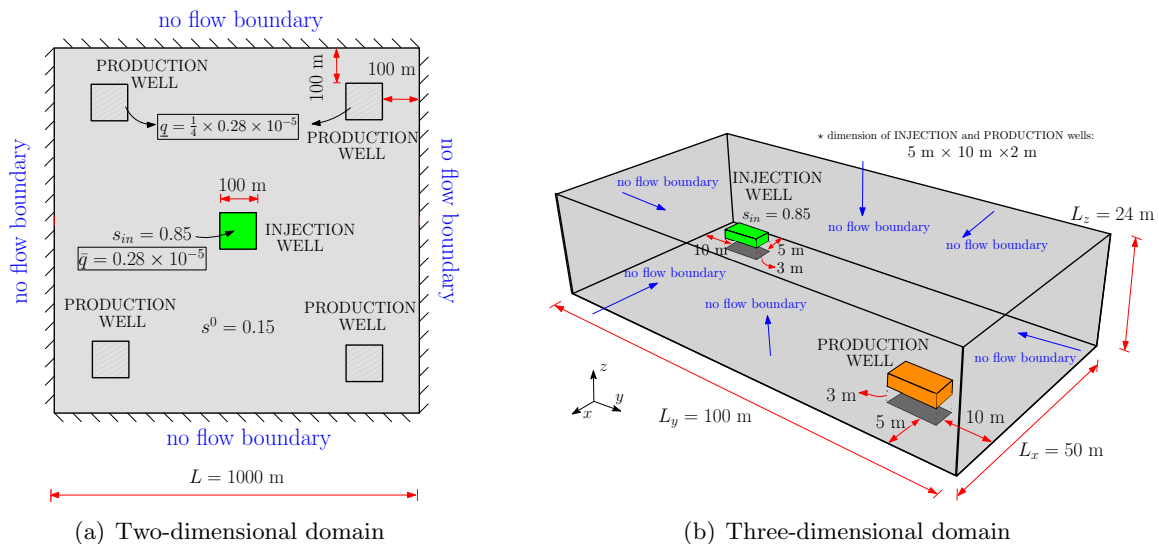 no flow boundary
PRODUCTION
WELL
100 m
100 m
q = 1/4 × 0.28 × 10^−5
PRODUCTION
WELL
no flow boundary
no flow boundary
100 m
s_in = 0.85
INJECTION
WELL
q̄ = 0.28 × 10^−5
PRODUCTION
WELL
PRODUCTION
WELL
s^0 = 0.15
no flow boundary
L = 1000 m
(a) Two-dimensional domain
⋆ dimension of INJECTION and PRODUCTION wells:
5 m × 10 m ×2 m
INJECTION
WELL
s_in = 0.85
no flow boundary
no flow boundary
no flow boundary
L_z = 24 m
10 m
5 m
3 m
no flow boundary
no flow boundary
no flow boundary
PRODUCTION
WELL
3 m
5 m
10 m
z
x
y
L_y = 100 m
L_x = 50 m
(b) Three-dimensional domain